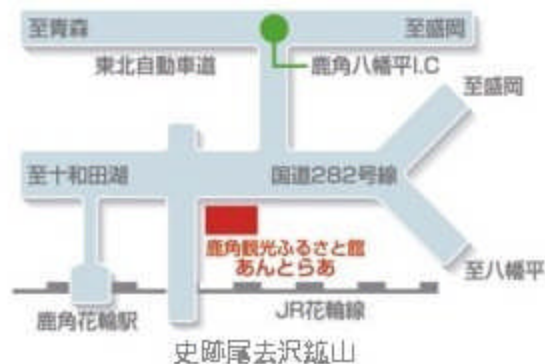 至青森
至盛岡
東北自動車道
鹿角八幡平I.C
至盛岡
至十和田湖
国道282号線
鹿角観光ふるさと館
あんとらあ
至八幡平
鹿角花輪駅
JR花輪線
史跡尾去沢鉱山